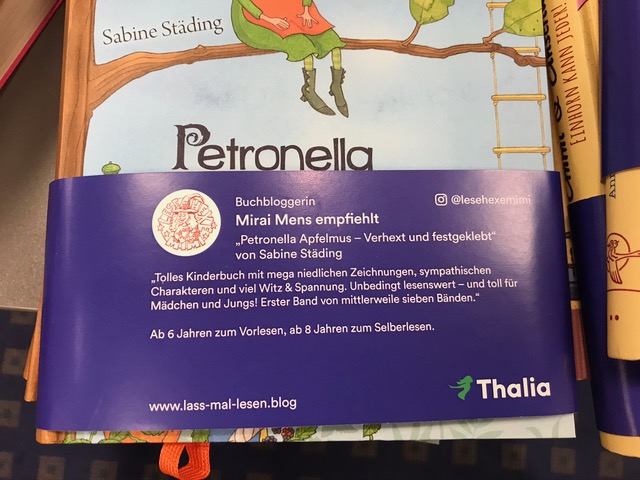 Sabine Städing
Petronella
EINHORN KANN JEDER!
Buchbloggerin
@lesehexemimi
Mirai Mens empfiehlt
„Petronella Apfelmus – Verhext und festgeklebt“
von Sabine Städing
„Tolles Kinderbuch mit mega niedlichen Zeichnungen, sympathischen
Charakteren und viel Witz & Spannung. Unbedingt lesenswert – und toll für
Mädchen und Jungs! Erster Band von mittlerweile sieben Bänden.“
Ab 6 Jahren zum Vorlesen, ab 8 Jahren zum Selberlesen.
www.lass-mal-lesen.blog
Thalia